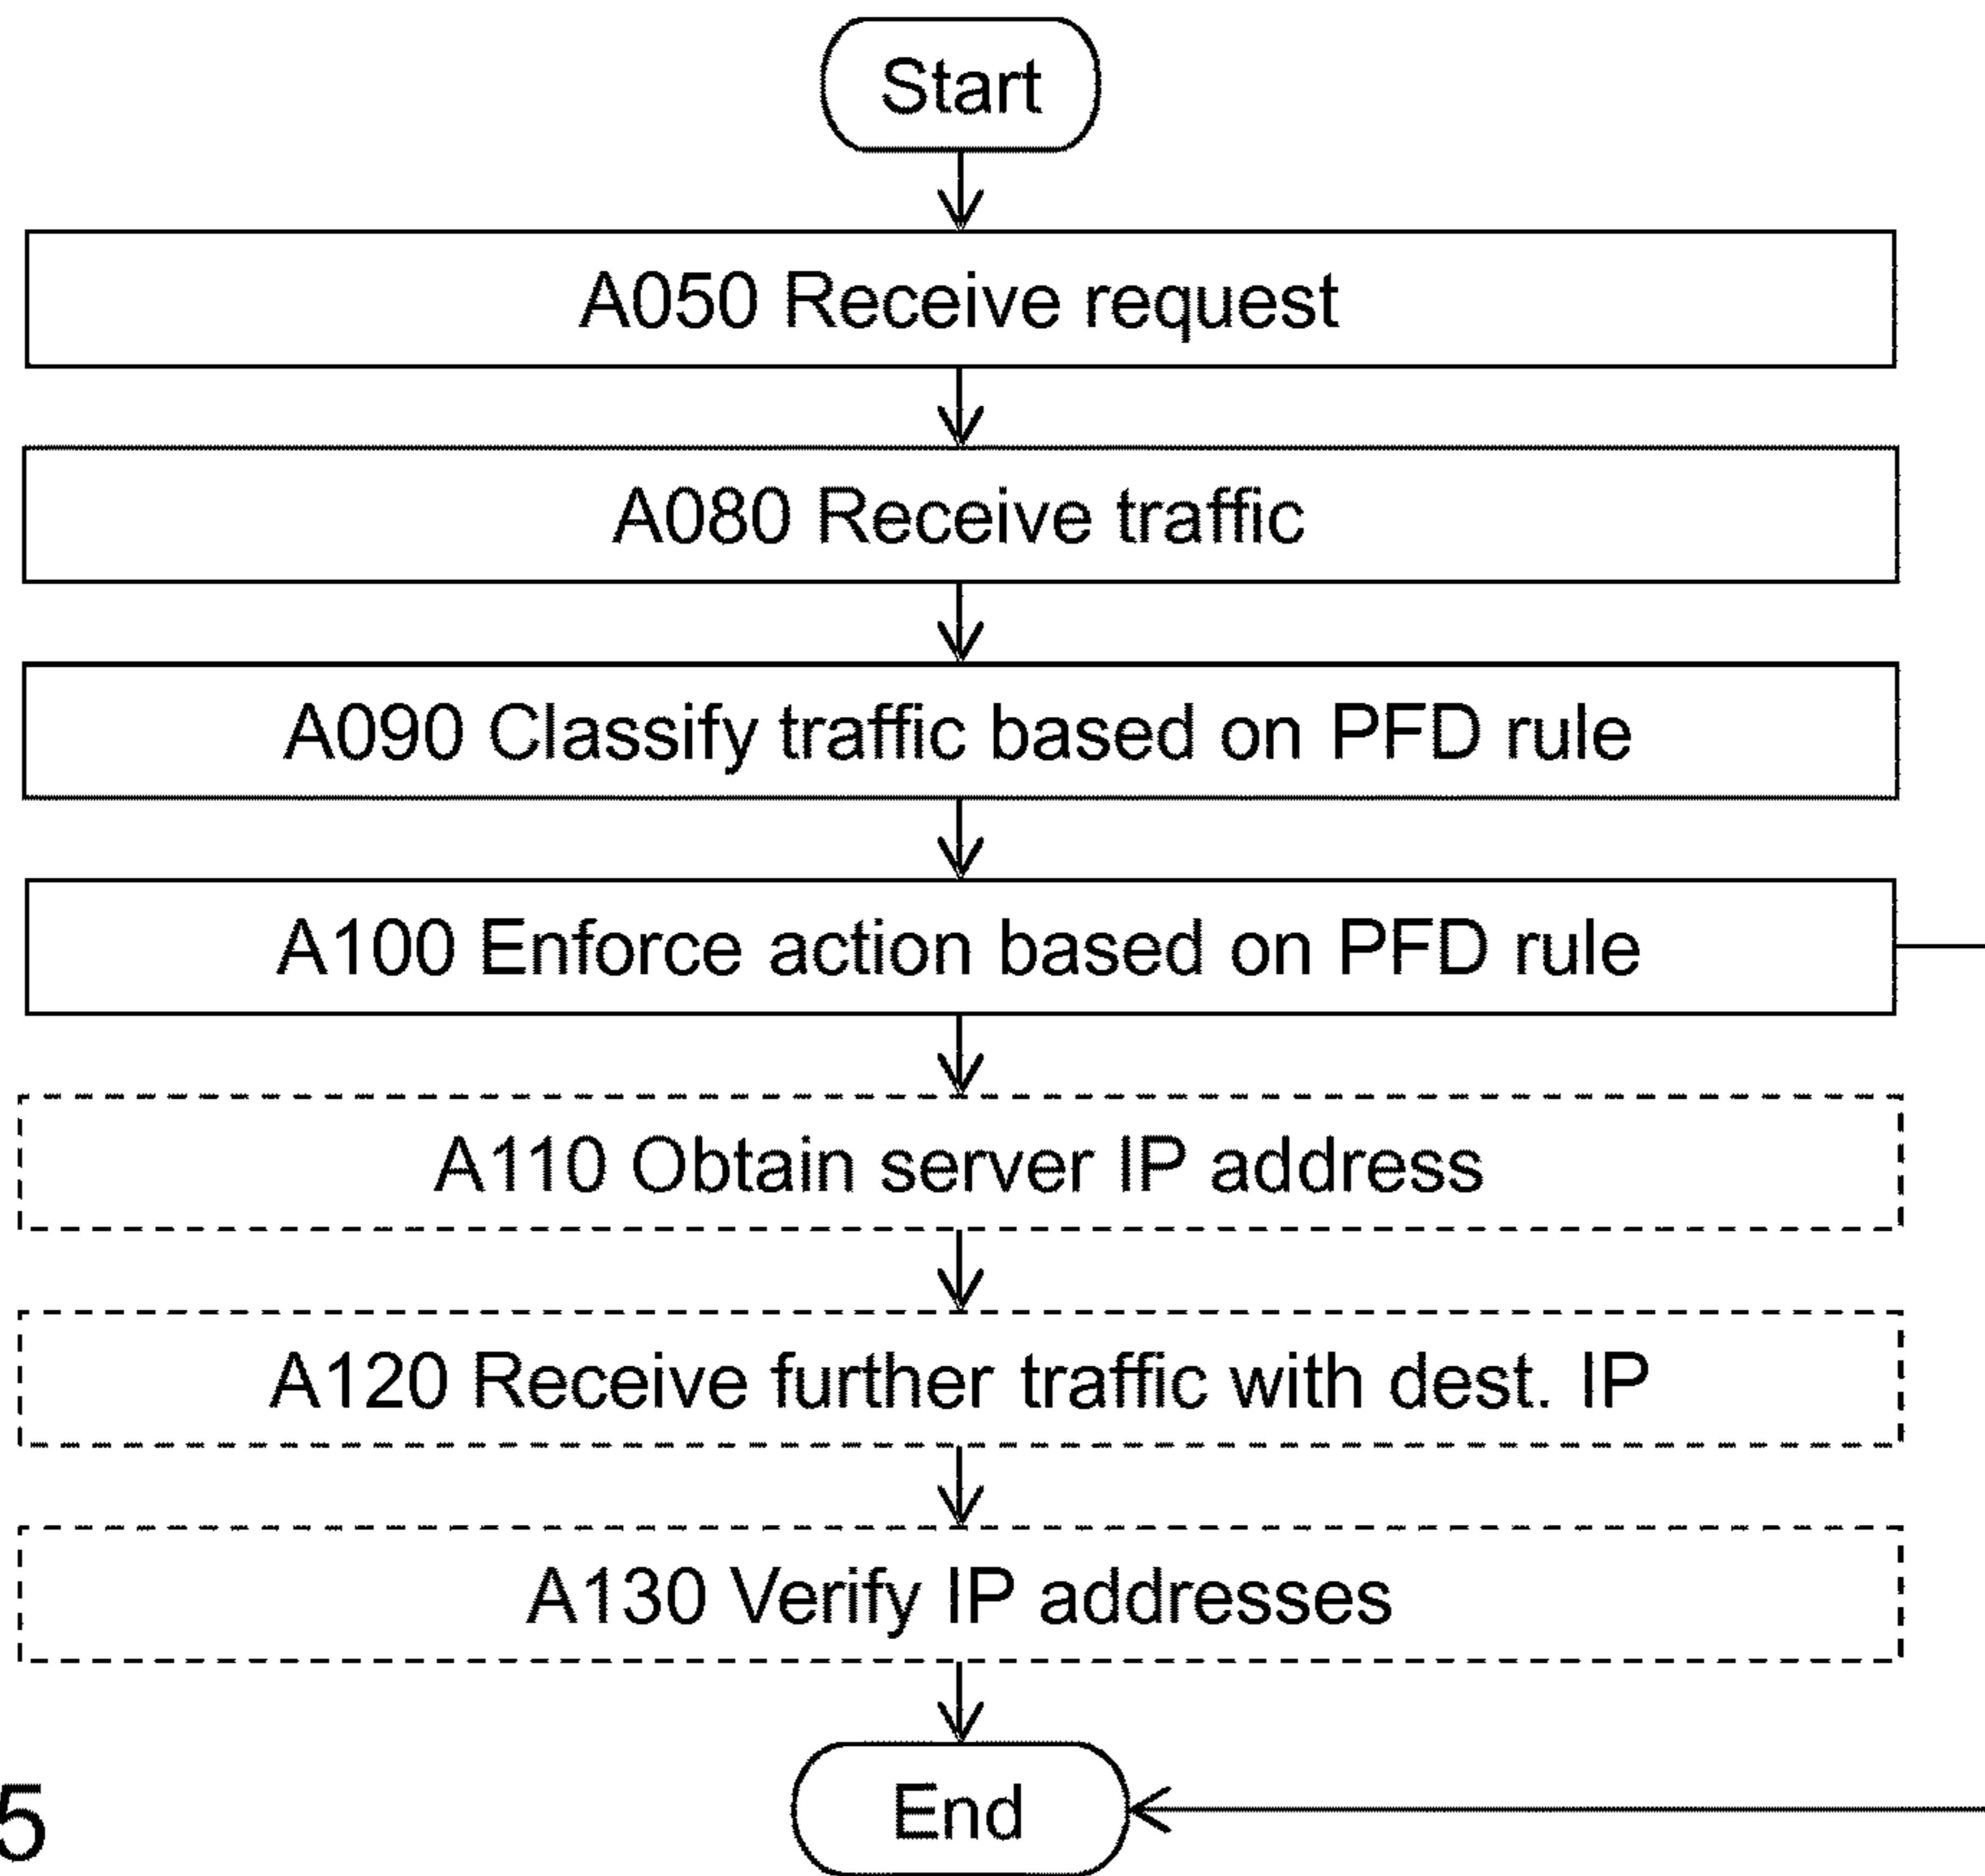 Start
A050 Receive request
A080 Receive traffic
A090 Classify traffic based on PFD rule
A100 Enforce action based on PFD rule
A110 Obtain server IP address
A120 Receive further traffic with dest. IP
A130 Verify IP addresses
End
5